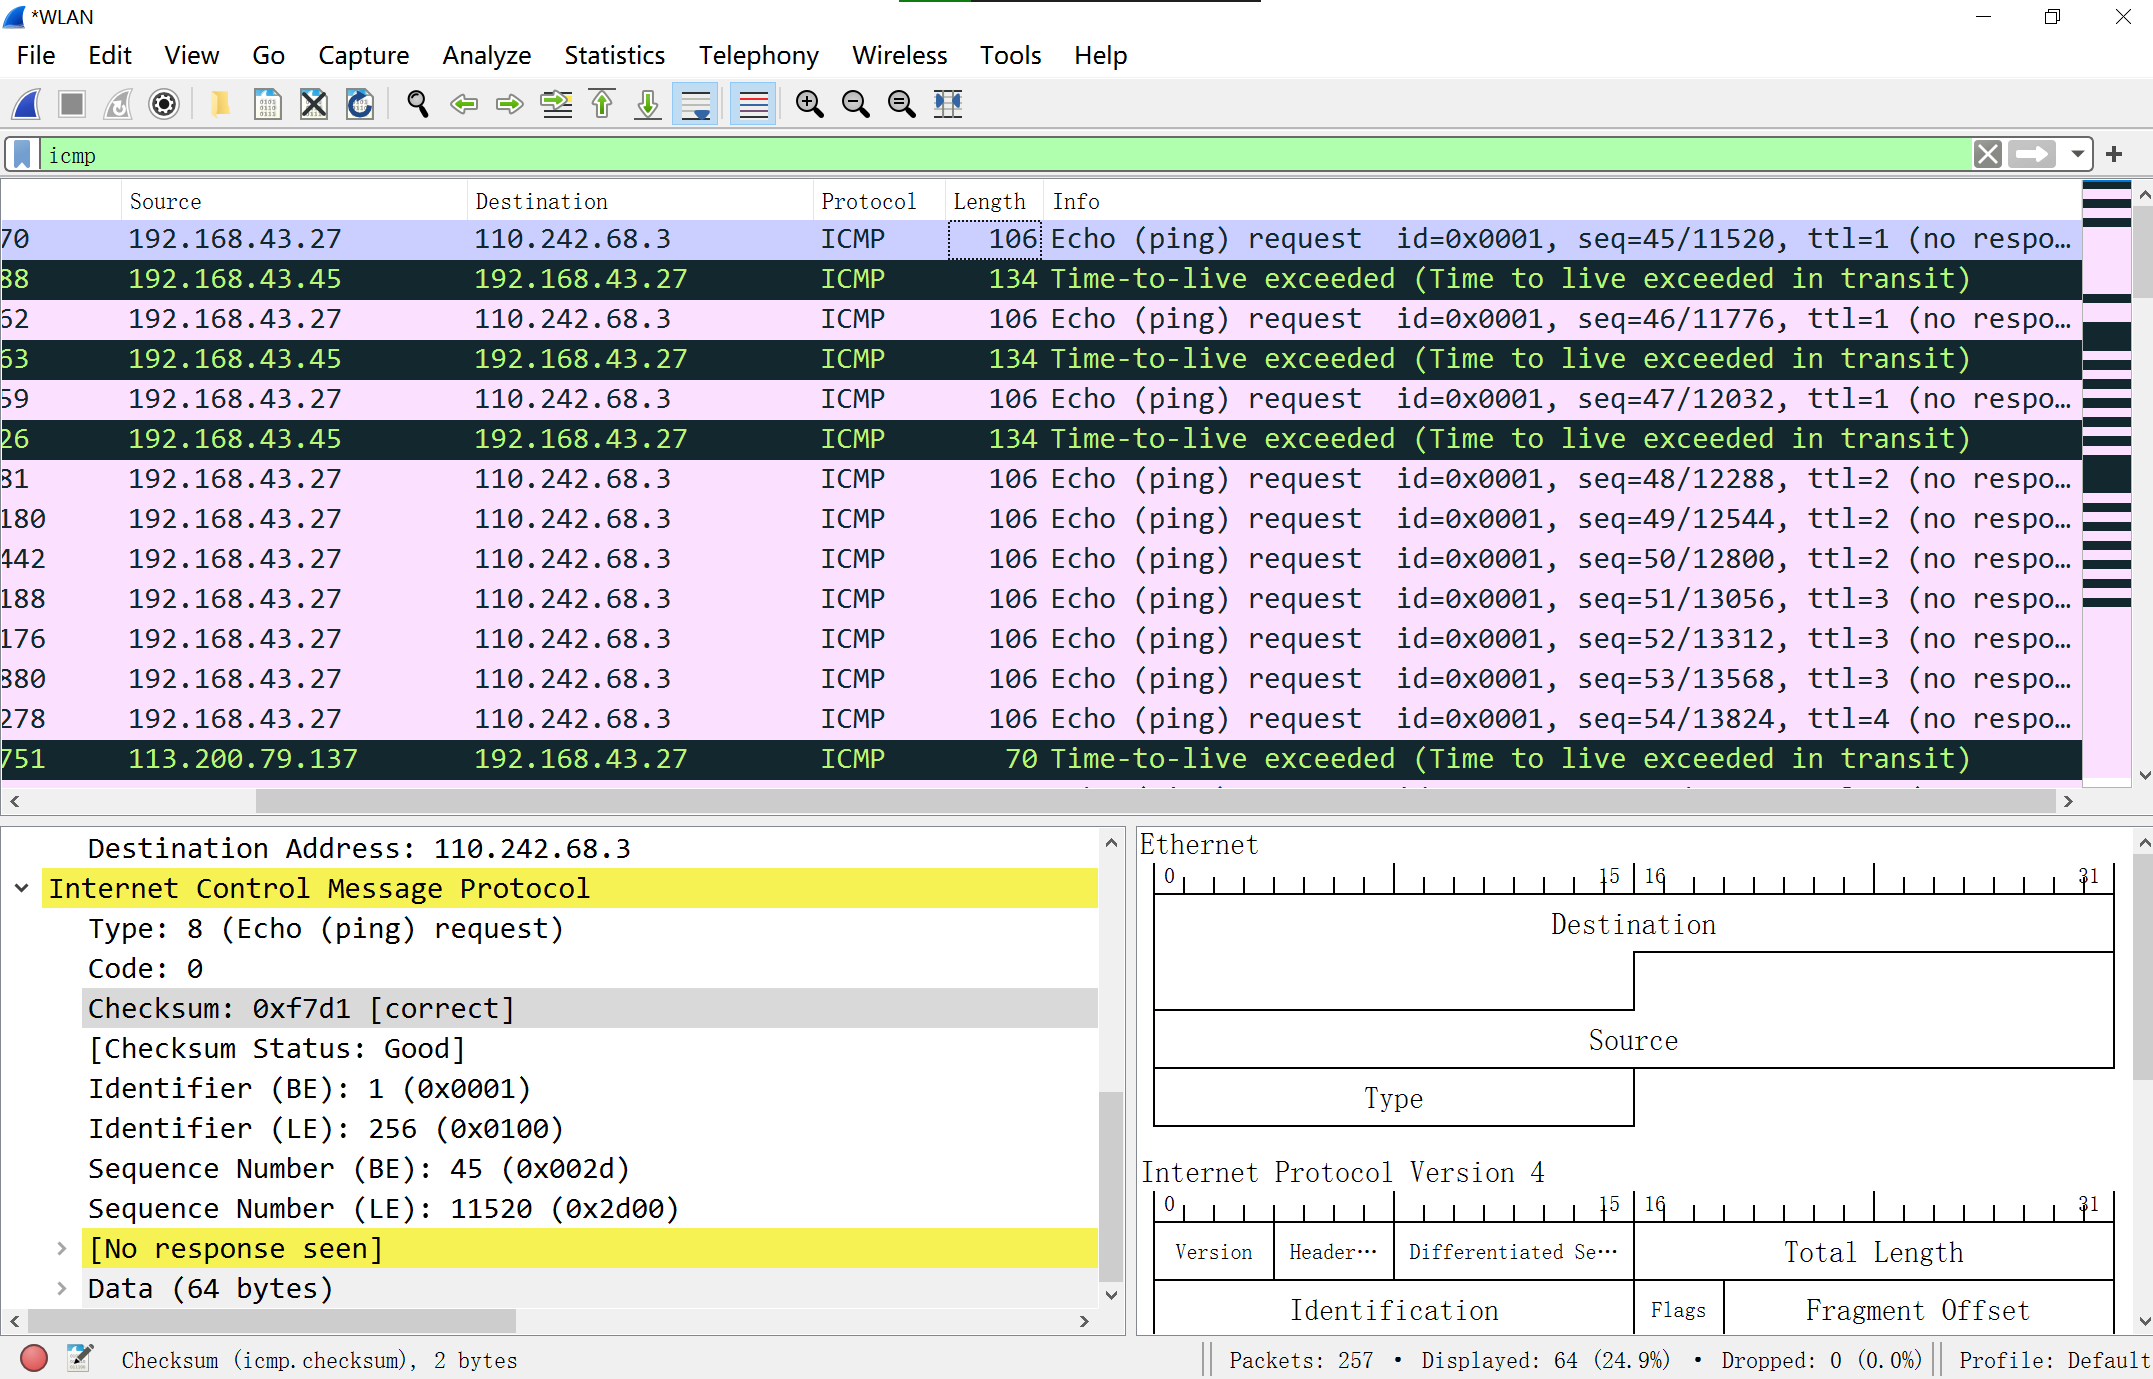 *WLAN
File Edit View Go Capture Analyze Statistics Telephony Wireless Tools Help
icmp
Source Destination Protocol Length Info
70 192.168.43.27 110.242.68.3 ICMP 106 Echo (ping) request id=0x0001, seq=45/11520, ttl=1 (no respo…
88 192.168.43.45 192.168.43.27 ICMP 134 Time-to-live exceeded (Time to live exceeded in transit)
62 192.168.43.27 110.242.68.3 ICMP 106 Echo (ping) request id=0x0001, seq=46/11776, ttl=1 (no respo…
63 192.168.43.45 192.168.43.27 ICMP 134 Time-to-live exceeded (Time to live exceeded in transit)
59 192.168.43.27 110.242.68.3 ICMP 106 Echo (ping) request id=0x0001, seq=47/12032, ttl=1 (no respo…
26 192.168.43.45 192.168.43.27 ICMP 134 Time-to-live exceeded (Time to live exceeded in transit)
81 192.168.43.27 110.242.68.3 ICMP 106 Echo (ping) request id=0x0001, seq=48/12288, ttl=2 (no respo…
180 192.168.43.27 110.242.68.3 ICMP 106 Echo (ping) request id=0x0001, seq=49/12544, ttl=2 (no respo…
442 192.168.43.27 110.242.68.3 ICMP 106 Echo (ping) request id=0x0001, seq=50/12800, ttl=2 (no respo…
188 192.168.43.27 110.242.68.3 ICMP 106 Echo (ping) request id=0x0001, seq=51/13056, ttl=3 (no respo…
176 192.168.43.27 110.242.68.3 ICMP 106 Echo (ping) request id=0x0001, seq=52/13312, ttl=3 (no respo…
880 192.168.43.27 110.242.68.3 ICMP 106 Echo (ping) request id=0x0001, seq=53/13568, ttl=3 (no respo…
278 192.168.43.27 110.242.68.3 ICMP 106 Echo (ping) request id=0x0001, seq=54/13824, ttl=4 (no respo…
751 113.200.79.137 192.168.43.27 ICMP 70 Time-to-live exceeded (Time to live exceeded in transit)
Destination Address: 110.242.68.3
Internet Control Message Protocol
Type: 8 (Echo (ping) request)
Code: 0
Checksum: 0xf7d1 [correct]
[Checksum Status: Good]
Identifier (BE): 1 (0x0001)
Identifier (LE): 256 (0x0100)
Sequence Number (BE): 45 (0x002d)
Sequence Number (LE): 11520 (0x2d00)
[No response seen]
Data (64 bytes)
Ethernet
0 15 16 31
Destination
Source
Type
Internet Protocol Version 4
0 15 16 31
Version Header… Differentiated Se… Total Length
Identification Flags Fragment Offset
Checksum (icmp.checksum), 2 bytes
Packets: 257 • Displayed: 64 (24.9%) • Dropped: 0 (0.0%)
Profile: Default